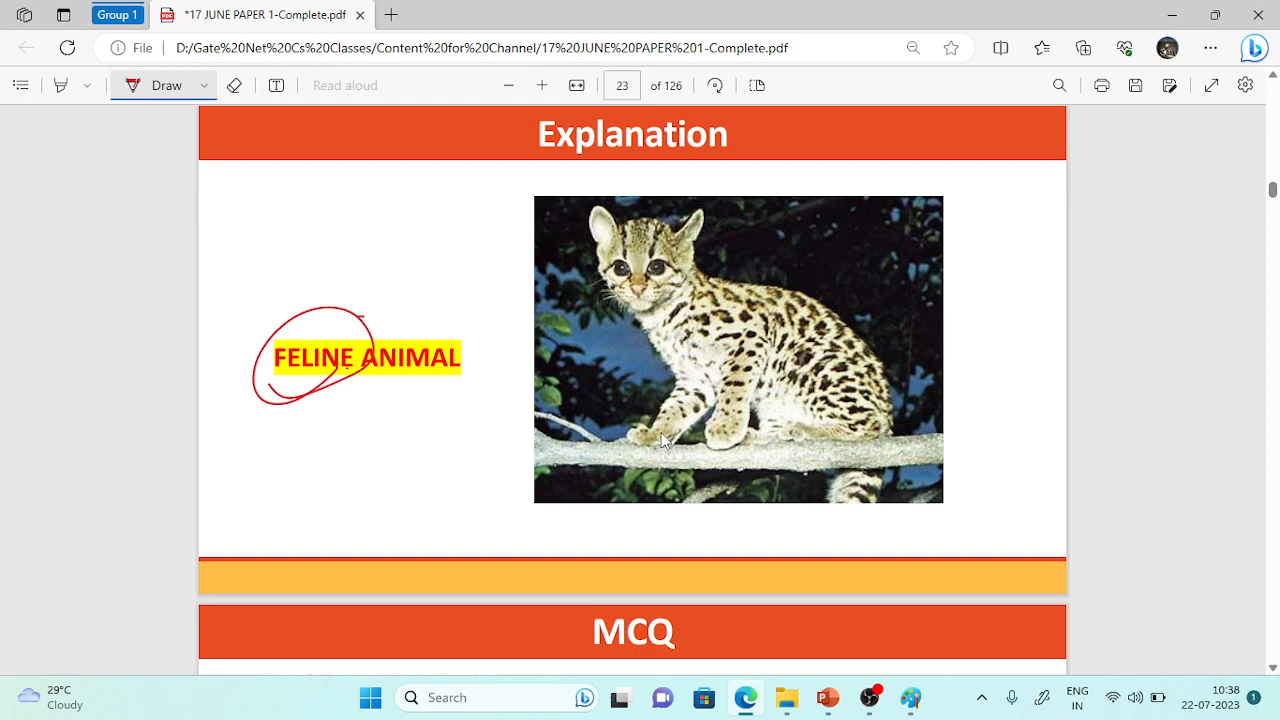 Group 1
*17 JUNE PAPER 1-Complete.pdf
File
D:/Gate%20Net%20Cs%20Classes/Content%20for%20Channel/17%20JUNE%20PAPER%201-Complete.pdf
Draw
Read aloud
23
of 126
Explanation
FELINE ANIMAL
MCQ
29°C
Cloudy
Search
ENG
IN
10:38
22-07-2023
1